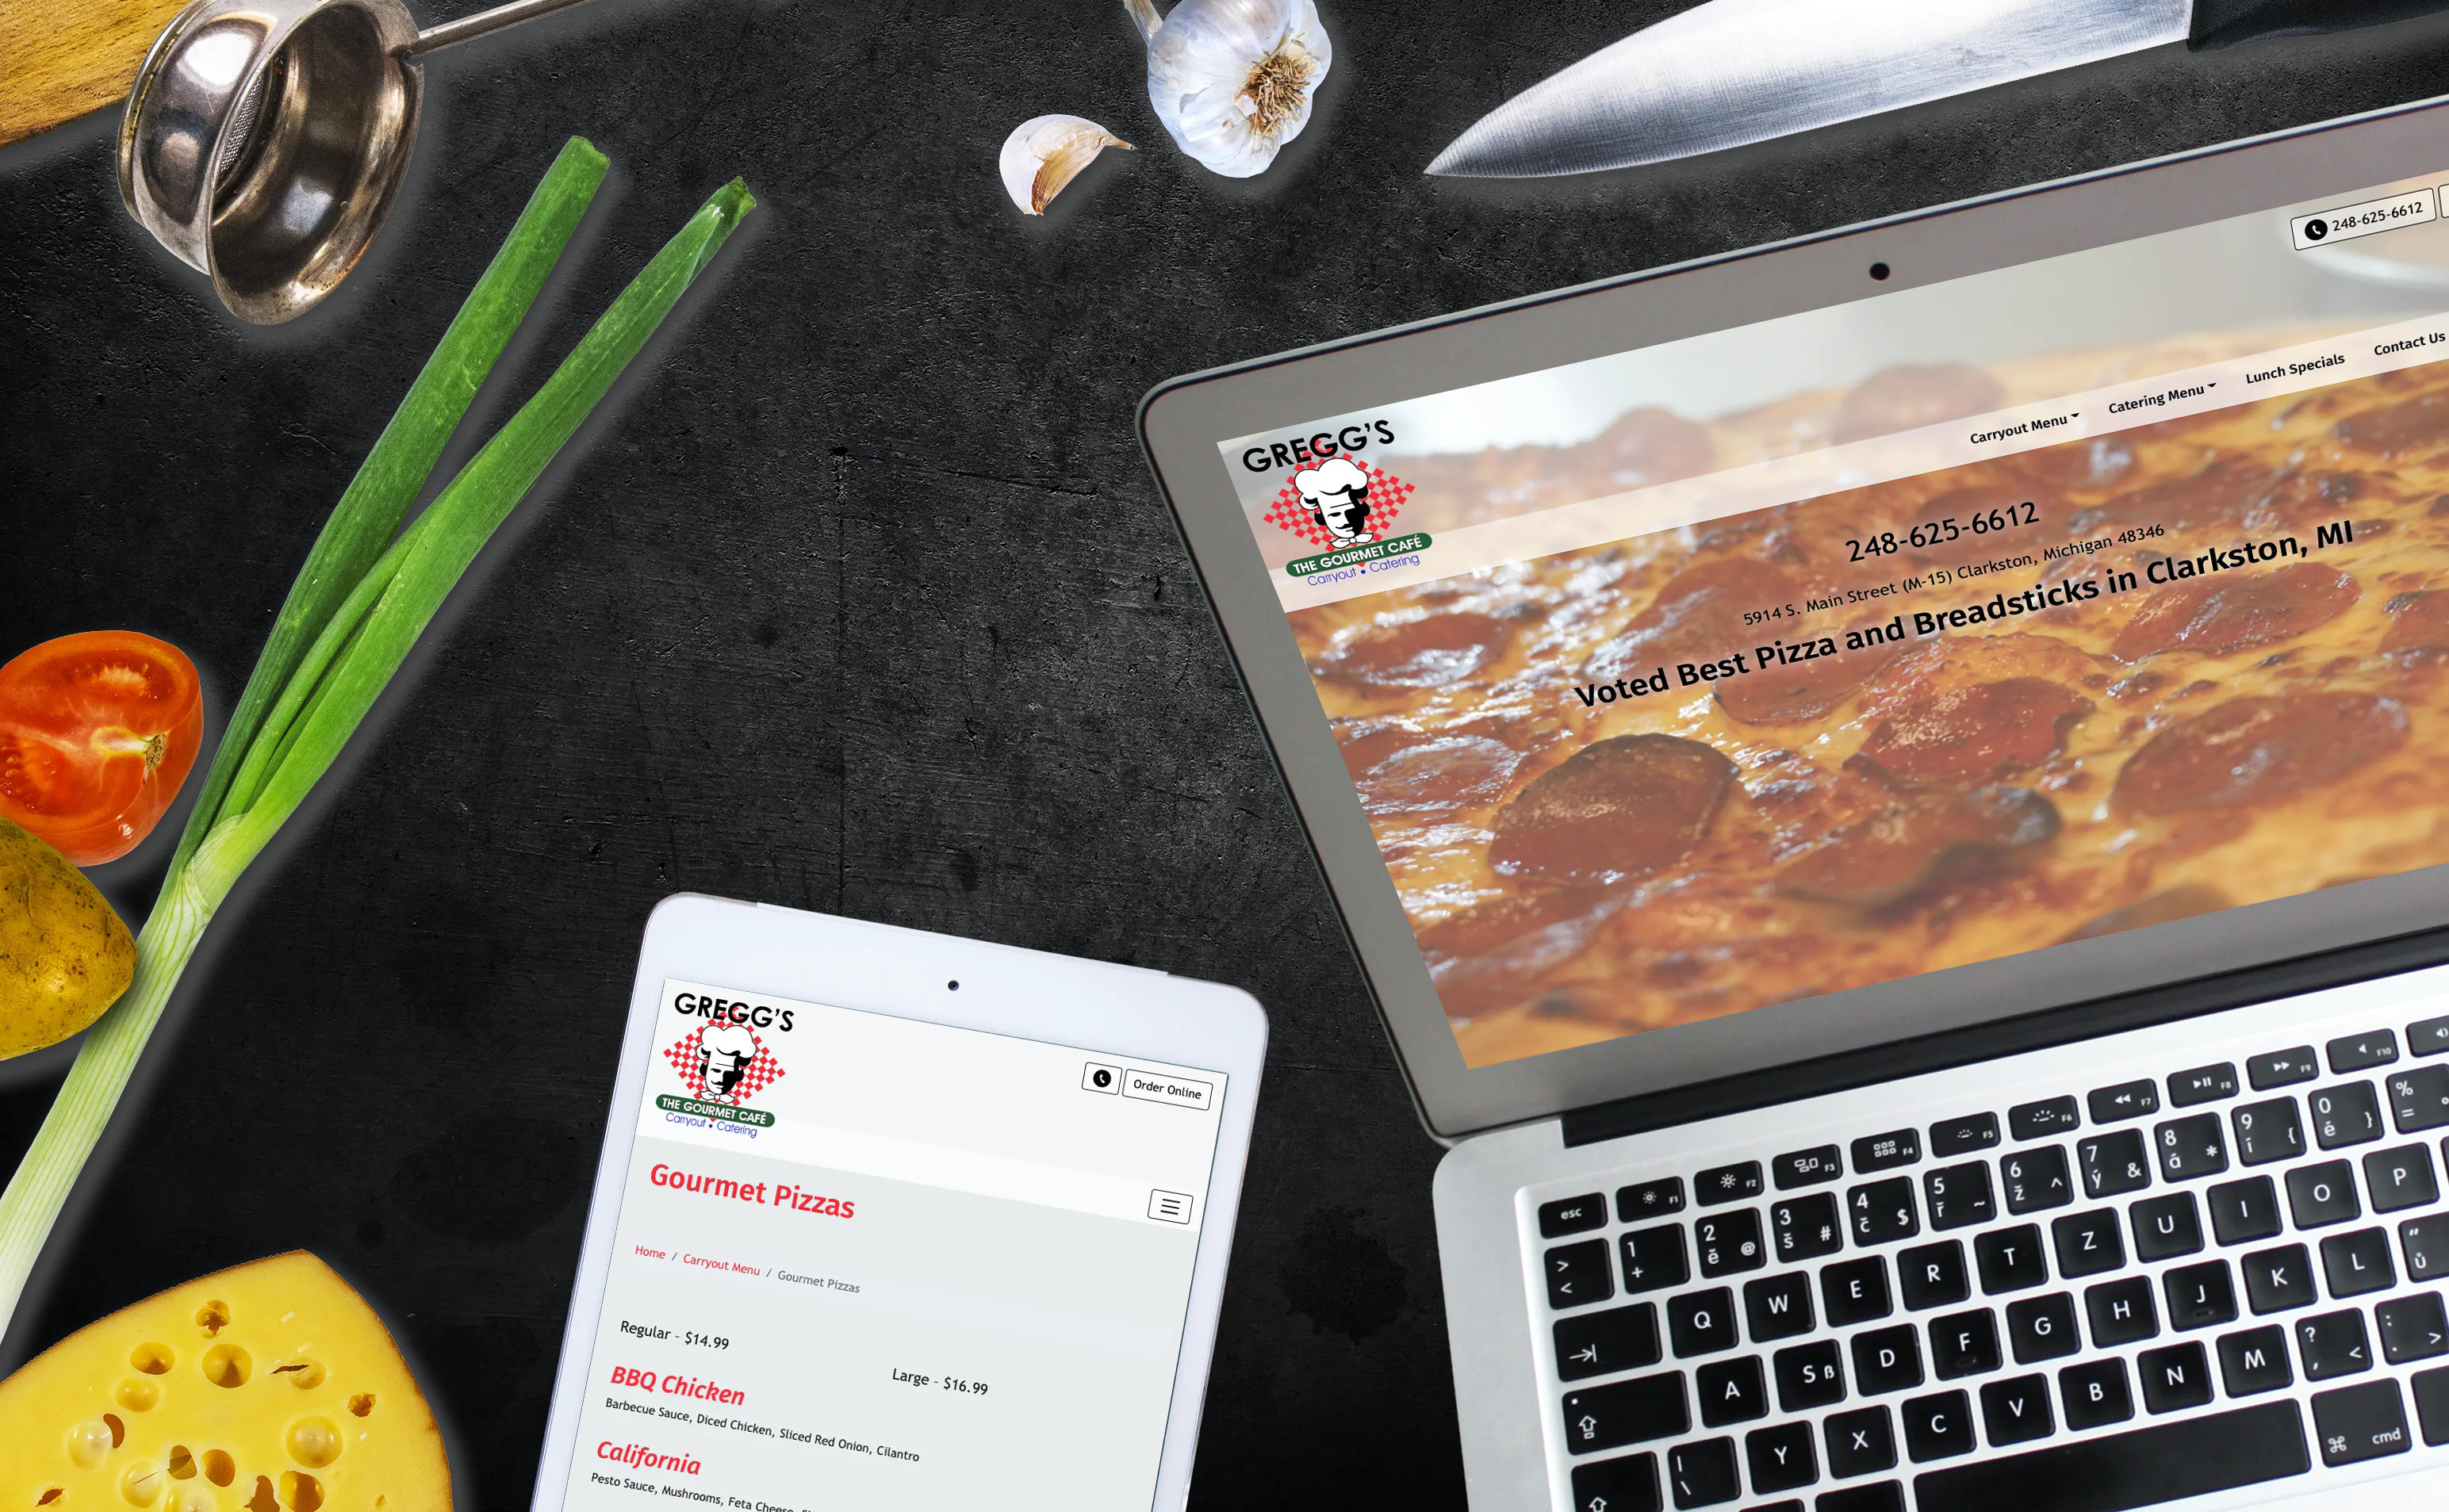 248-625-6612
GREGG'S
THE GOURMET CAFÉ
Carryout • Catering
Carryout Menu
Catering Menu
Lunch Specials
Contact Us
248-625-6612
5914 S. Main Street (M-15) Clarkston, Michigan 48346
Voted Best Pizza and Breadsticks in Clarkston, MI
GREGG'S
THE GOURMET CAFÉ
Carryout • Catering
Order Online
Gourmet Pizzas
Home / Carryout Menu / Gourmet Pizzas
Regular - $14.99
Large - $16.99
BBQ Chicken
Barbecue Sauce, Diced Chicken, Sliced Red Onion, Cilantro
California
Pesto Sauce, Mushrooms, Feta Cheese,
esc F1 F2 F3 F4 F5 F6 F7 F8 F9 F10
> < 1 + 2 ě @ 3 š # 4 č $ 5 ř ~ 6 ž ^ 7 ý & 8 á * 9 í { 0 é } % =
Q W E R T Z U I O P
A S ß D F G H J K L " ů
| \ Y X C V B N M ? , < : . >
⌘ cmd